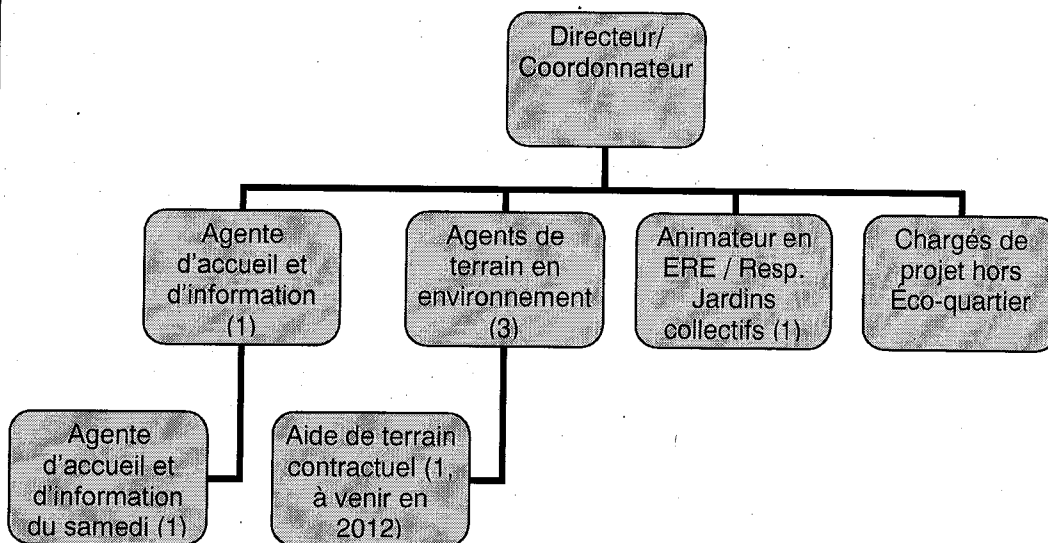 Directeur/
Coordonnateur
Agente
d'accueil et
d'information
(1)
Agents de
terrain en
environnement
(3)
Animateur en
ERE / Resp.
Jardins
collectifs (1)
Chargés de
projet hors
Éco-quartier
Agente
d'accueil et
d'information
du samedi (1)
Aide de terrain
contractuel (1,
à venir en
2012)